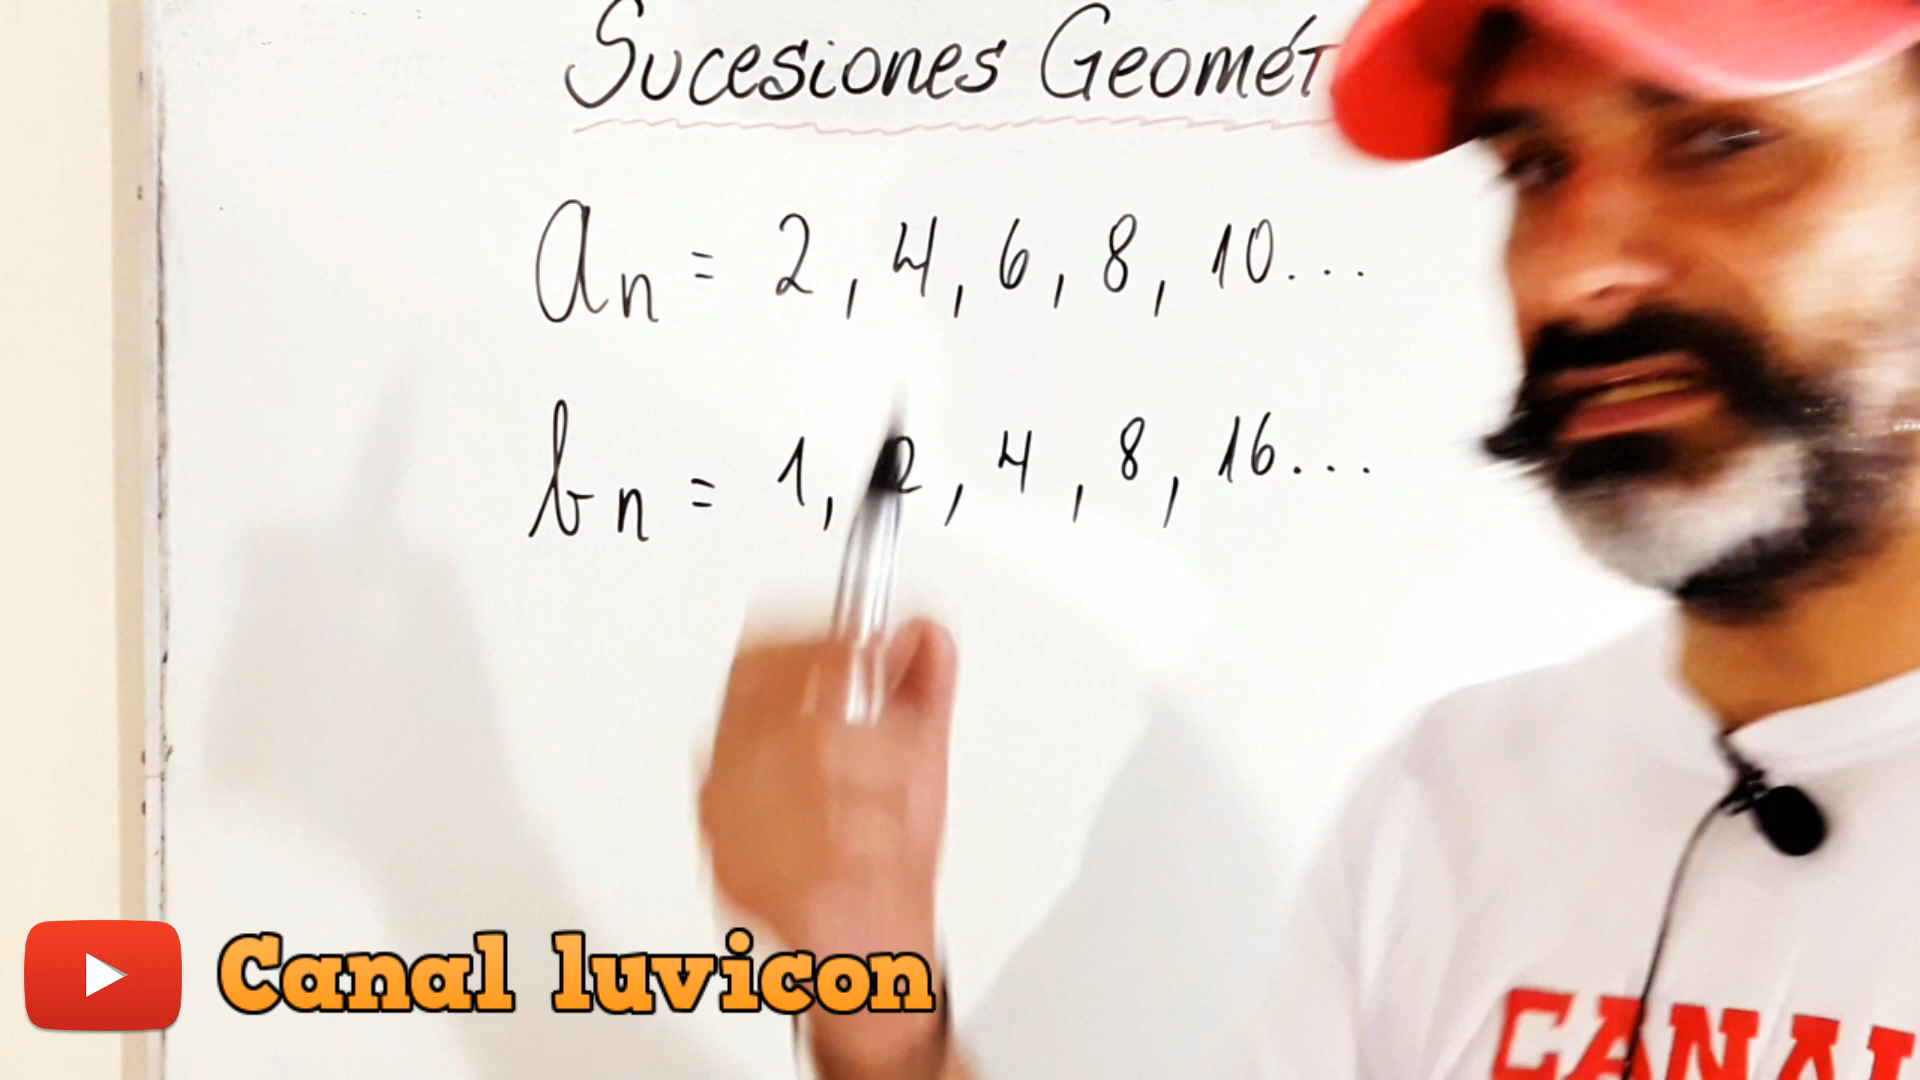 Sucesiones Geomét
an = 2, 4, 6, 8, 10...
bn = 1, 2, 4, 8, 16...
Canal luvicon
CANAL